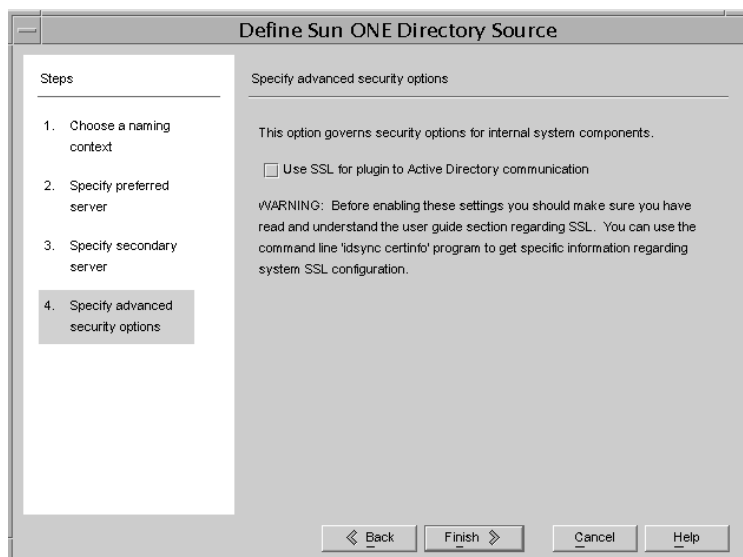 Define Sun ONE Directory Source
Steps
1. Choose a naming
context
2. Specify preferred
server
3. Specify secondary
server
4. Specify advanced
security options
Specify advanced security options
This option governs security options for internal system components.
Use SSL for plugin to Active Directory communication
WARNING: Before enabling these settings you should make sure you have
read and understand the user guide section regarding SSL. You can use the
command line 'idsync certinfo' program to get specific information regarding
system SSL configuration.
Back Finish Cancel Help